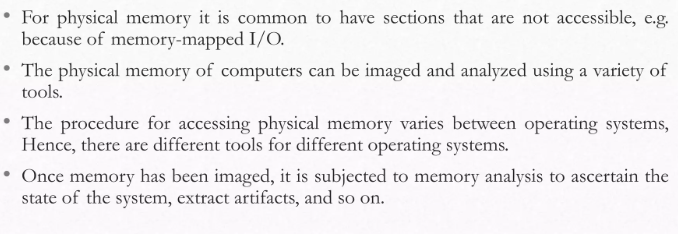 • For physical memory it is common to have sections that are not accessible, e.g.
because of memory-mapped I/O.
• The physical memory of computers can be imaged and analyzed using a variety of
tools.
• The procedure for accessing physical memory varies between operating systems,
Hence, there are different tools for different operating systems.
• Once memory has been imaged, it is subjected to memory analysis to ascertain the
state of the system, extract artifacts, and so on.